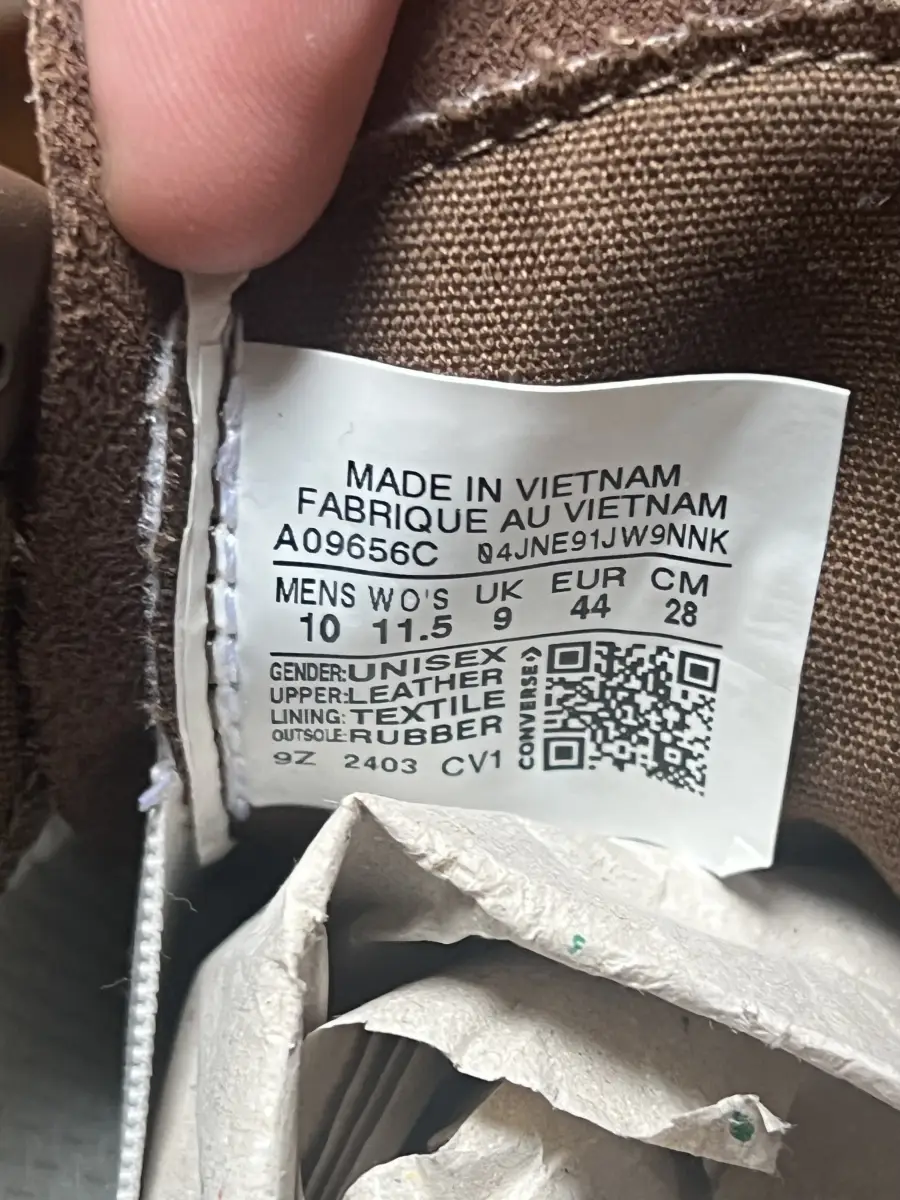 MADE IN VIETNAM
FABRIQUE AU VIETNAM
A09656C 04JNE91JW9NNK
MENS WO'S UK EUR CM
10 11.5 9 44 28
GENDER:UNISEX
UPPER:LEATHER
LINING:TEXTILE
OUTSOLE:RUBBER
9Z 2403 CV1
CONVERSE